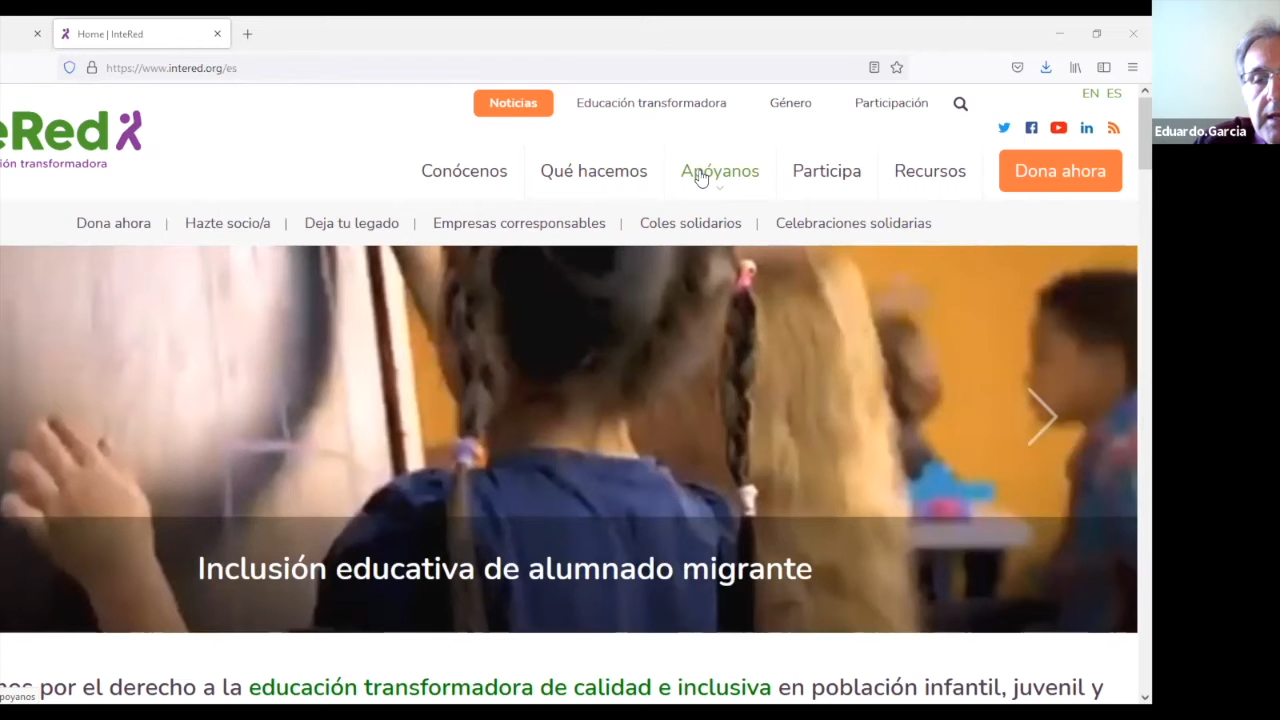 Home | InteRed
https://www.intered.org/es
EN ES
Noticias Educación transformadora Género Participación
eRed
ión transformadora
Conócenos Qué hacemos Apóyanos Participa Recursos Dona ahora
Dona ahora | Hazte socio/a | Deja tu legado | Empresas corresponsables | Coles solidarios | Celebraciones solidarias
Eduardo.Garcia
Inclusión educativa de alumnado migrante
por el derecho a la educación transformadora de calidad e inclusiva en población infantil, juvenil y
poyanos